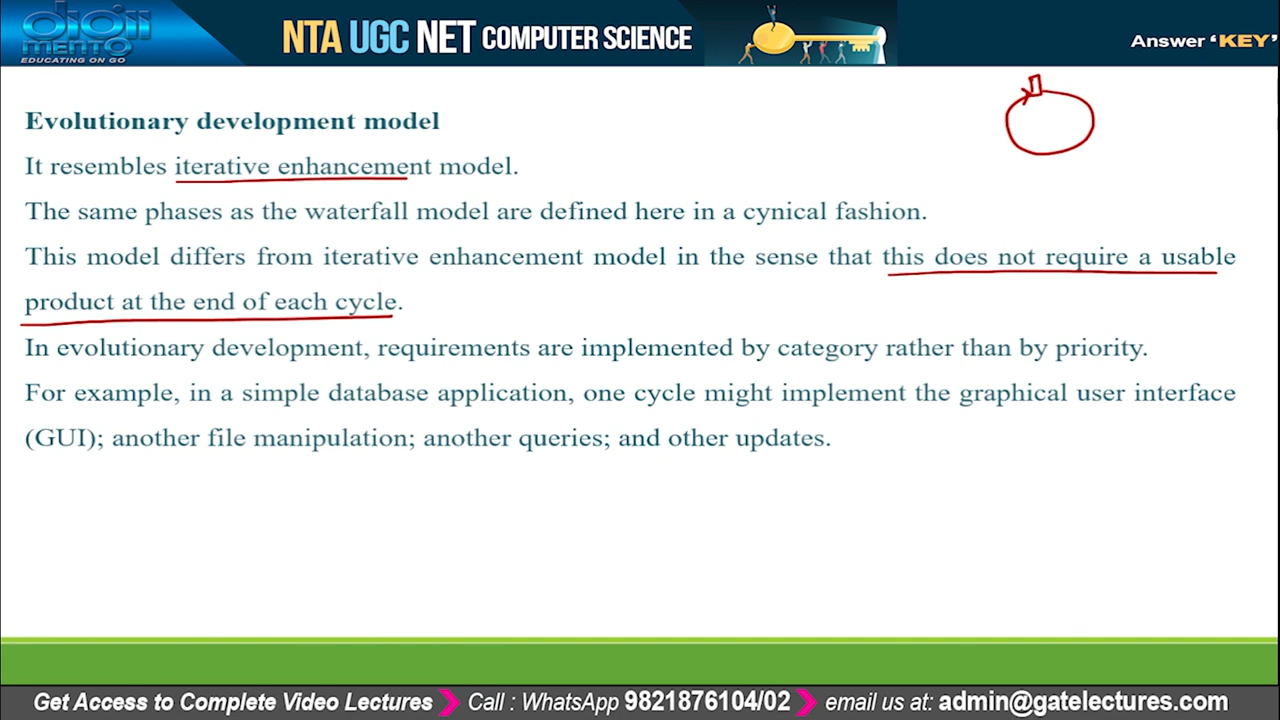 didii
MENTO
EDUCATING ON GO
NTA UGC NET COMPUTER SCIENCE
Answer ‘KEY’
Evolutionary development model
It resembles iterative enhancement model.
The same phases as the waterfall model are defined here in a cynical fashion.
This model differs from iterative enhancement model in the sense that this does not require a usable
product at the end of each cycle.
In evolutionary development, requirements are implemented by category rather than by priority.
For example, in a simple database application, one cycle might implement the graphical user interface
(GUI); another file manipulation; another queries; and other updates.
Get Access to Complete Video Lectures Call : WhatsApp 9821876104/02 email us at: admin@gatelectures.com